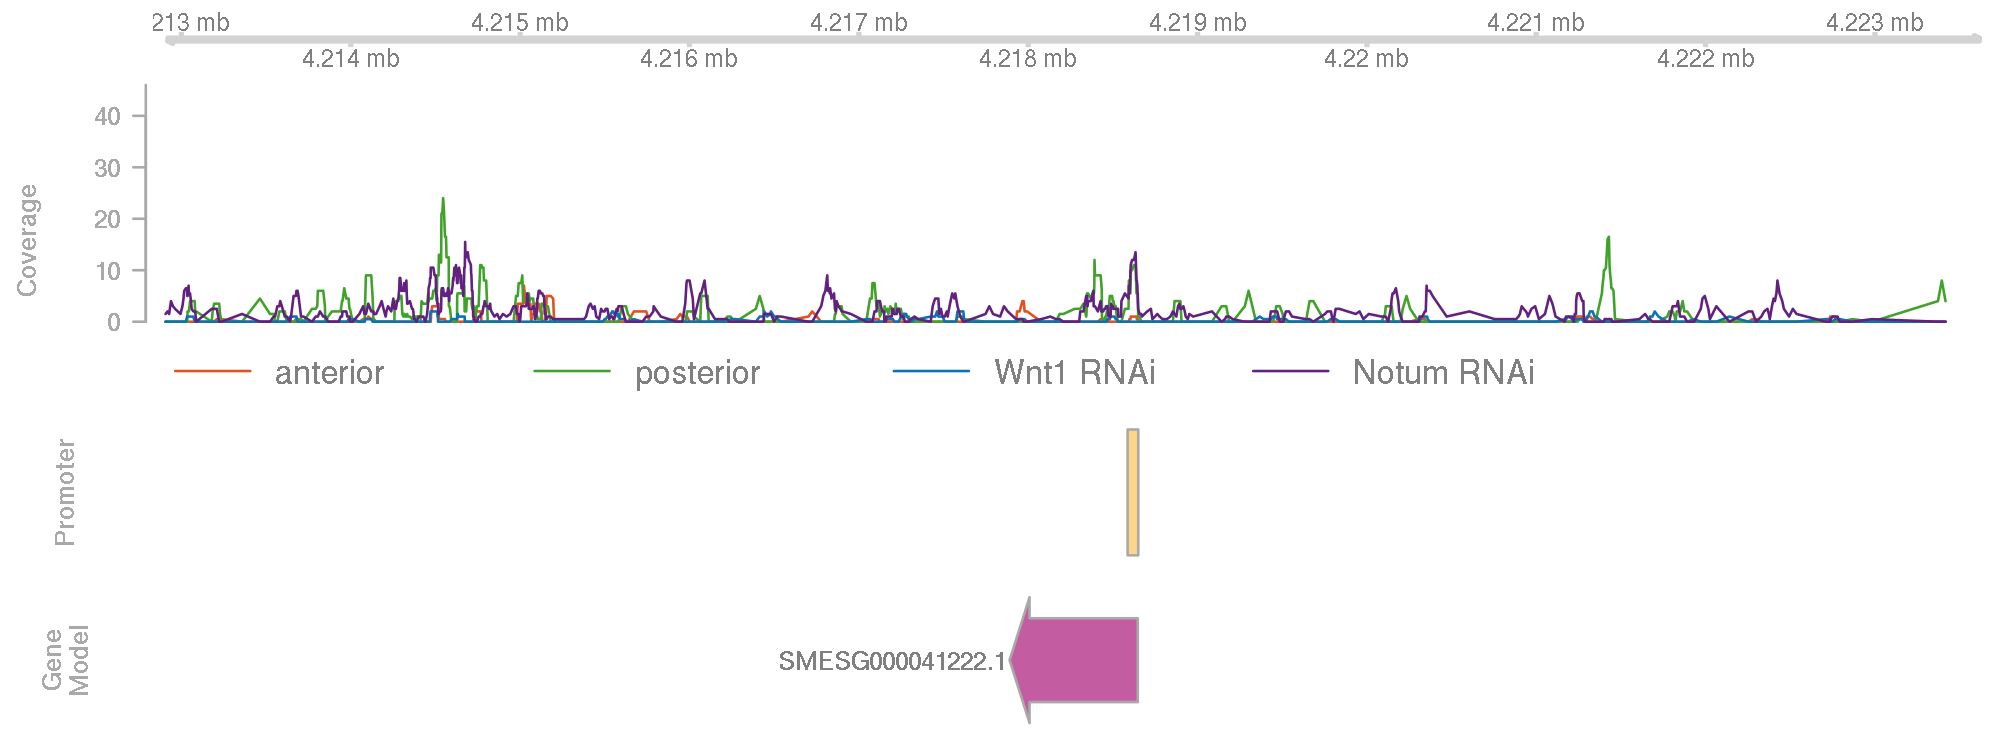 213 mb 4.215 mb 4.217 mb 4.219 mb 4.221 mb 4.223 mb
4.214 mb 4.216 mb 4.218 mb 4.22 mb 4.222 mb
Coverage
40
30
20
10
0
anterior posterior Wnt1 RNAi Notum RNAi
Promoter
Gene
Model
SMESG000041222.1